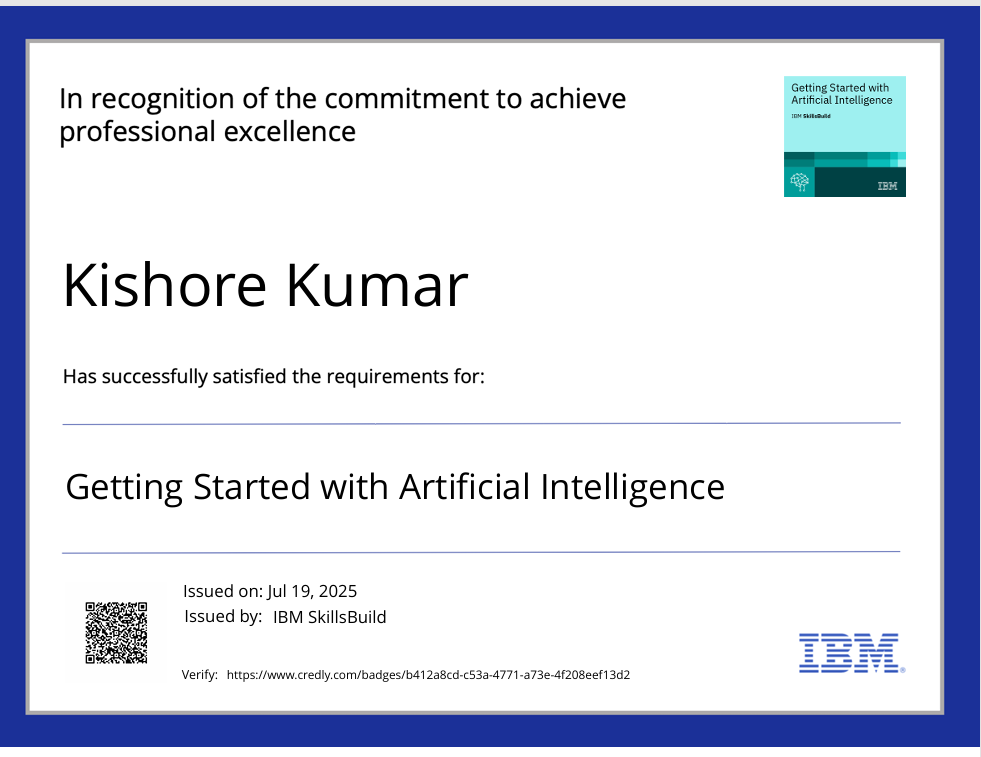 In recognition of the commitment to achieve
professional excellence
Getting Started with
Artificial Intelligence
IBM SkillsBuild
IBM
Kishore Kumar
Has successfully satisfied the requirements for:
Getting Started with Artificial Intelligence
Issued on: Jul 19, 2025
Issued by: IBM SkillsBuild
Verify: https://www.credly.com/badges/b412a8cd-c53a-4771-a73e-4f208eef13d2
IBM®